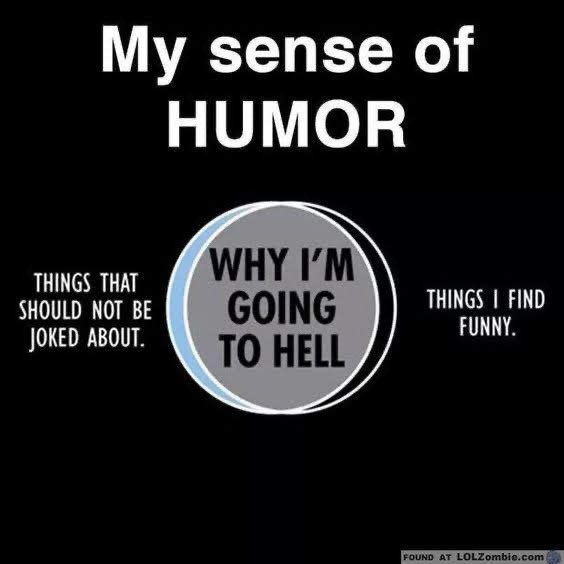 My sense of
HUMOR
THINGS THAT
SHOULD NOT BE
JOKED ABOUT.
WHY I'M
GOING
TO HELL
THINGS I FIND
FUNNY.
FOUND AT LOLZombie.com